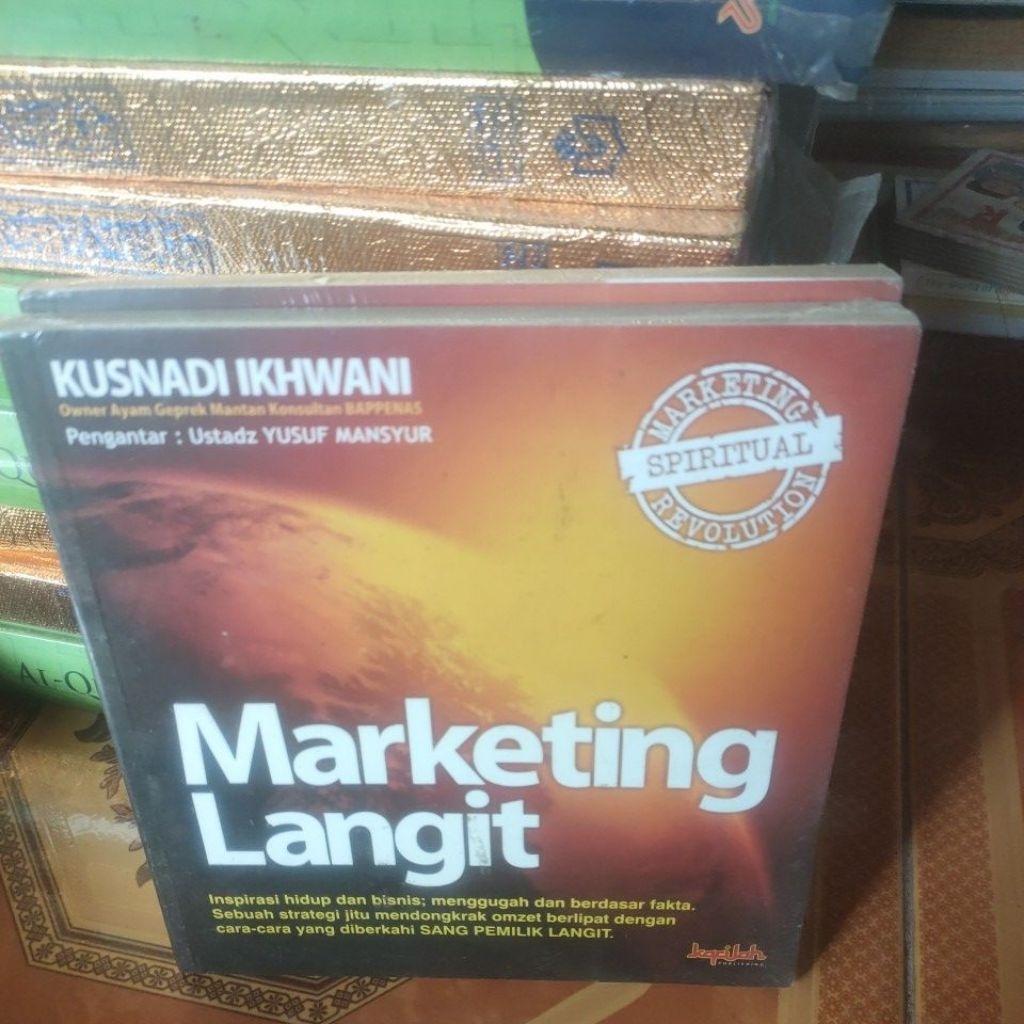 KUSNADI IKHWANI
Owner Ayam Geprek Mantan Konsultan BAPPENAS
Pengantar : Ustadz YUSUF MANSYUR
MARKETING
SPIRITUAL
REVOLUTION
Marketing
Langit
Inspirasi hidup dan bisnis; menggugah dan berdasar fakta.
Sebuah strategi jitu mendongkrak omzet berlipat dengan
cara-cara yang diberkahi SANG PEMILIK LANGIT.
kafilah
PUBLISHING